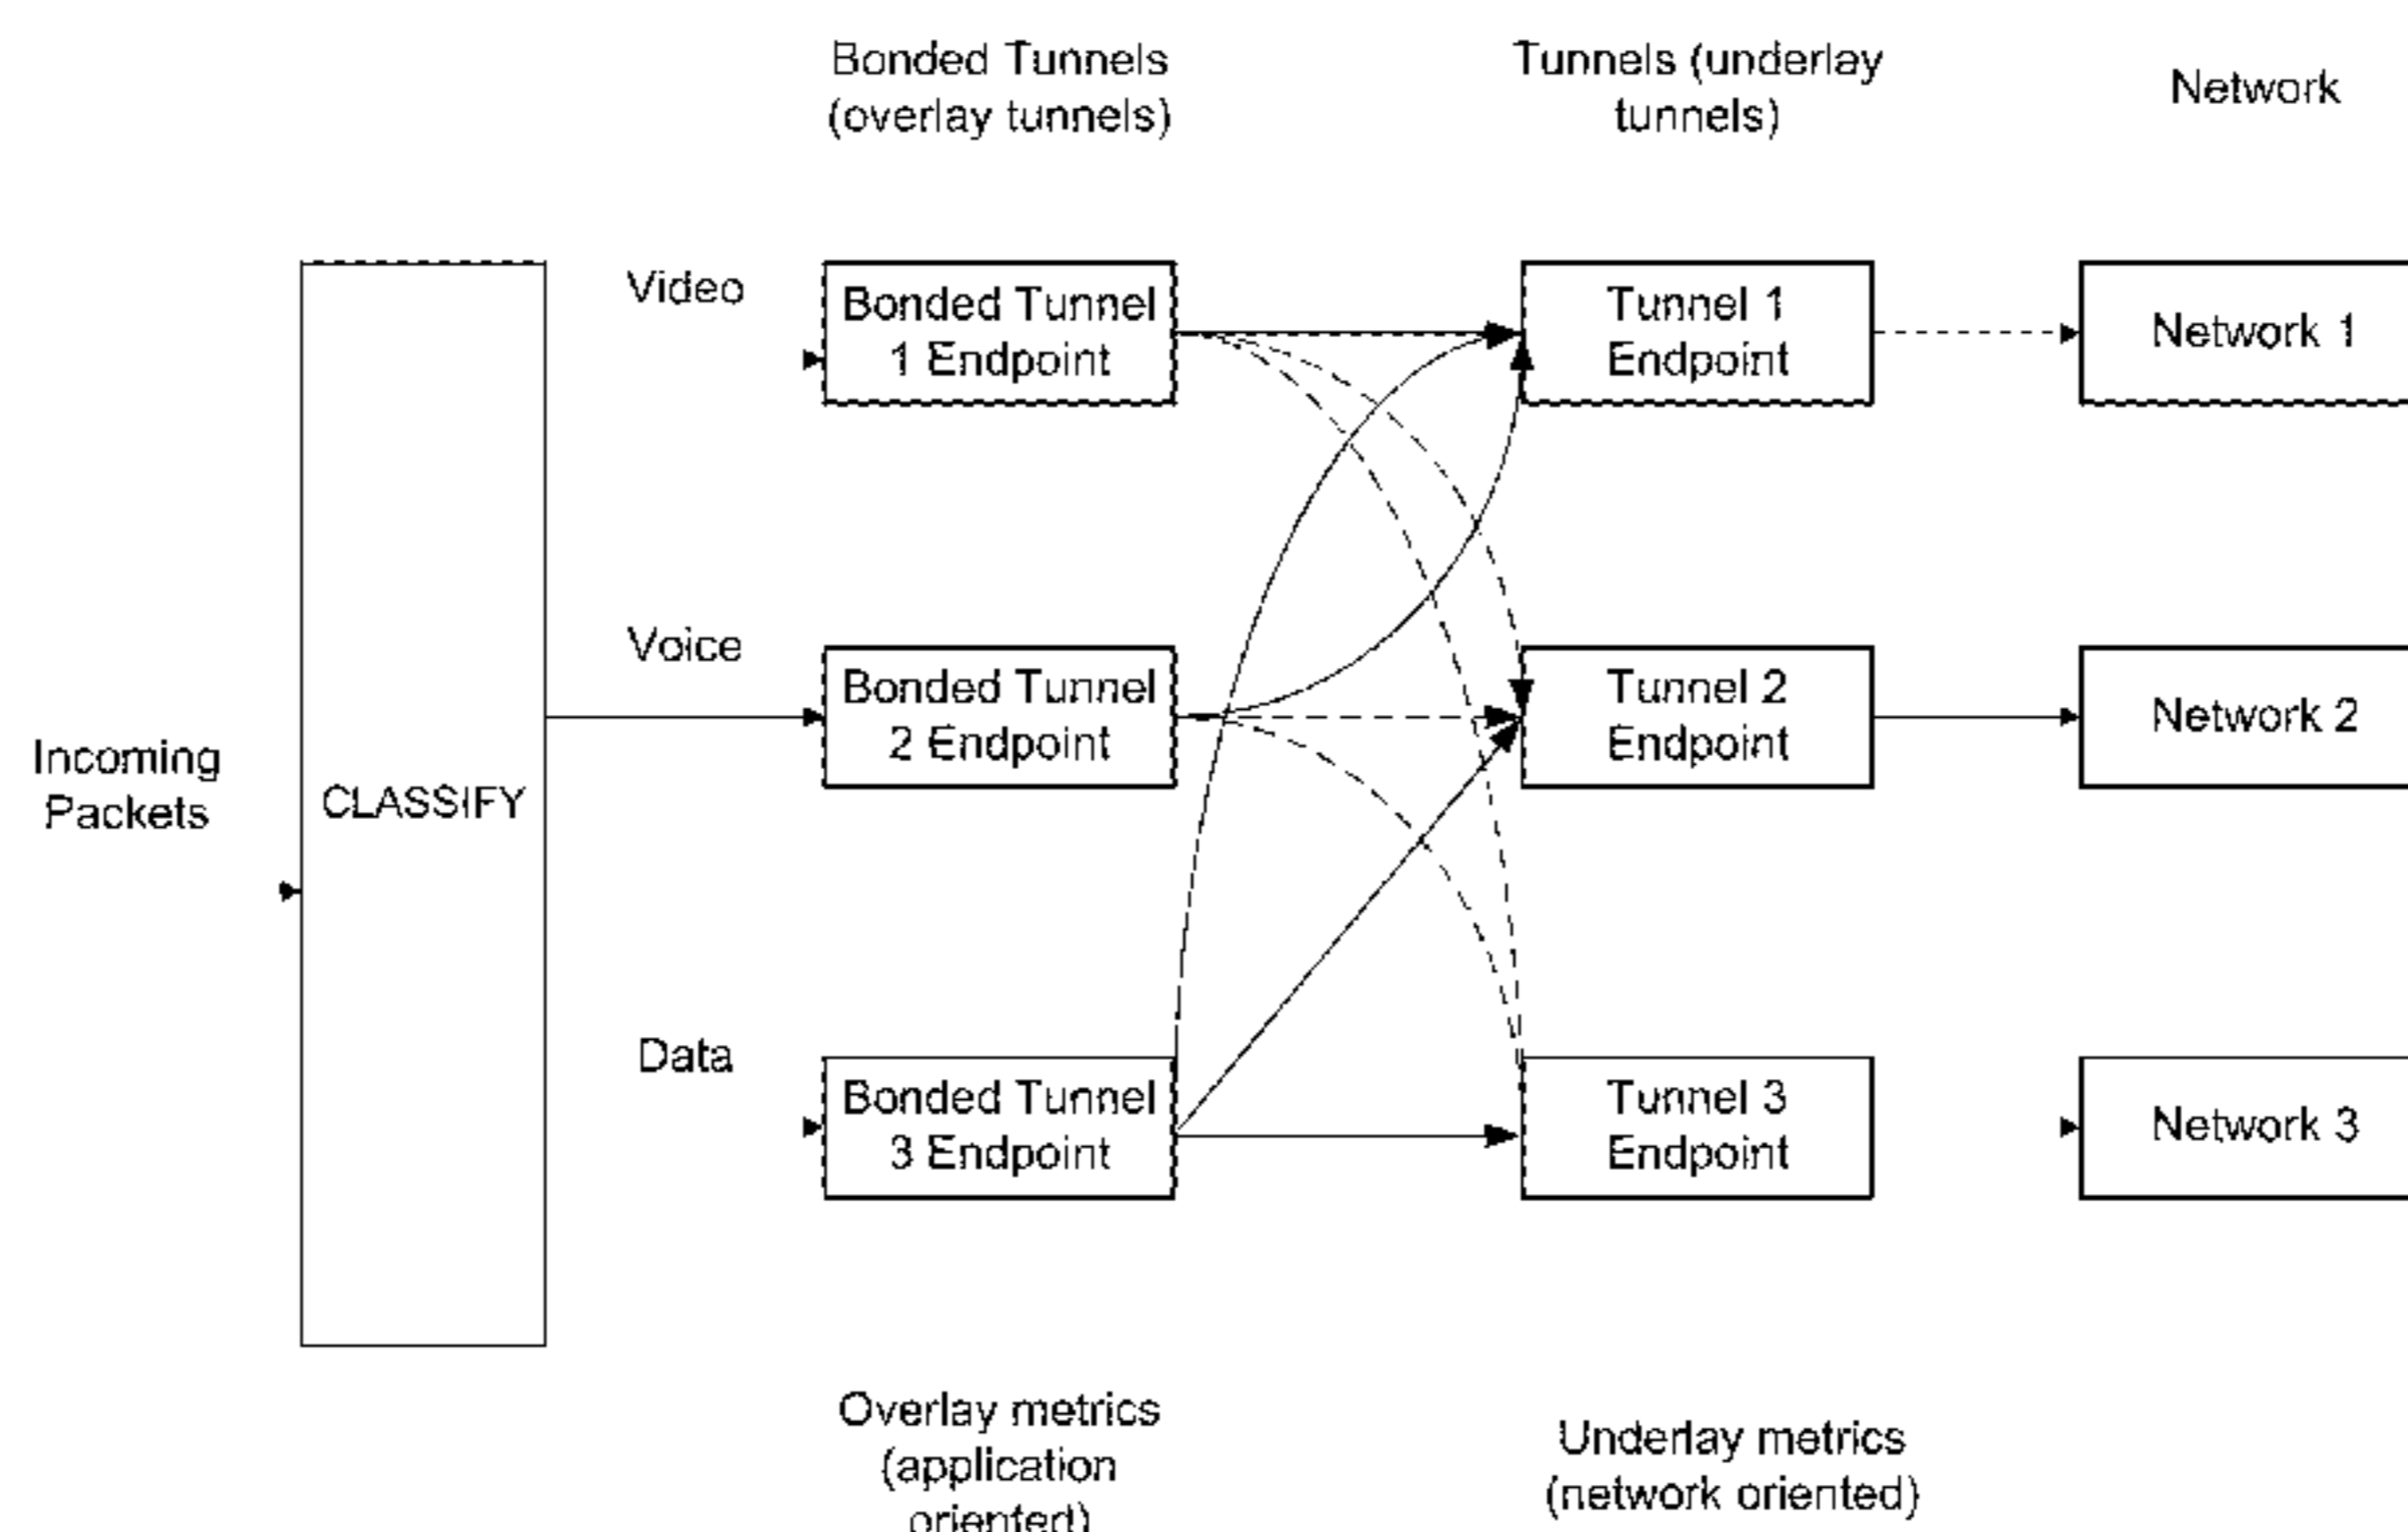 Bonded Tunnels
(overlay tunnels)
Tunnels (underlay
tunnels)
Network
Video
Bonded Tunnel
1 Endpoint
Tunnel 1
Endpoint
Network 1
Voice
Bonded Tunnel
2 Endpoint
Tunnel 2
Endpoint
Network 2
Incoming
Packets
CLASSIFY
Data
Bonded Tunnel
3 Endpoint
Tunnel 3
Endpoint
Network 3
Overlay metrics
(application
oriented)
Underlay metrics
(network oriented)